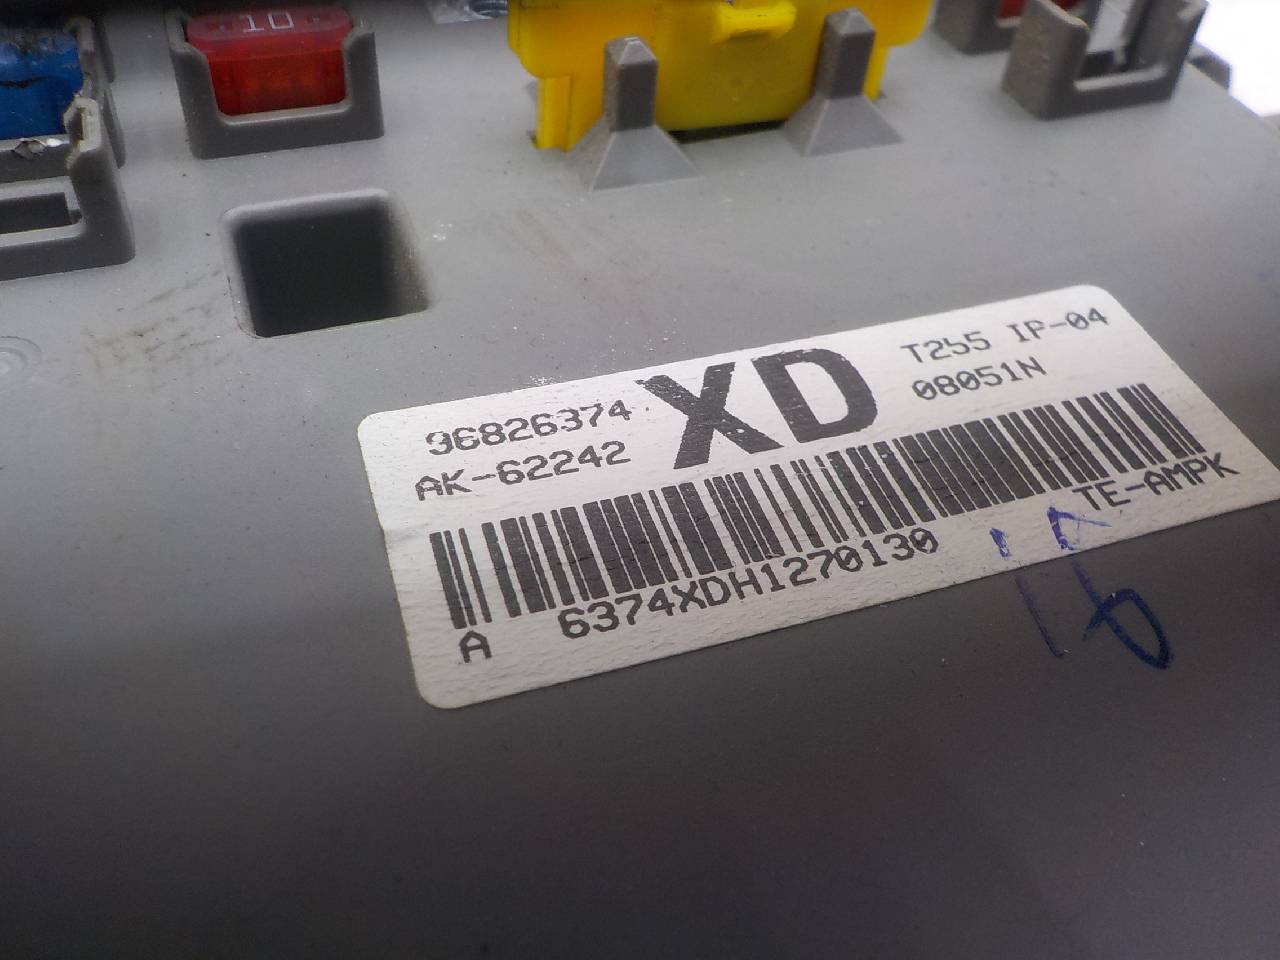 10
96826374
AK-62242
XD
T255 IP-04
08051N
TE-AMPK
A 6374XDH1270130
16